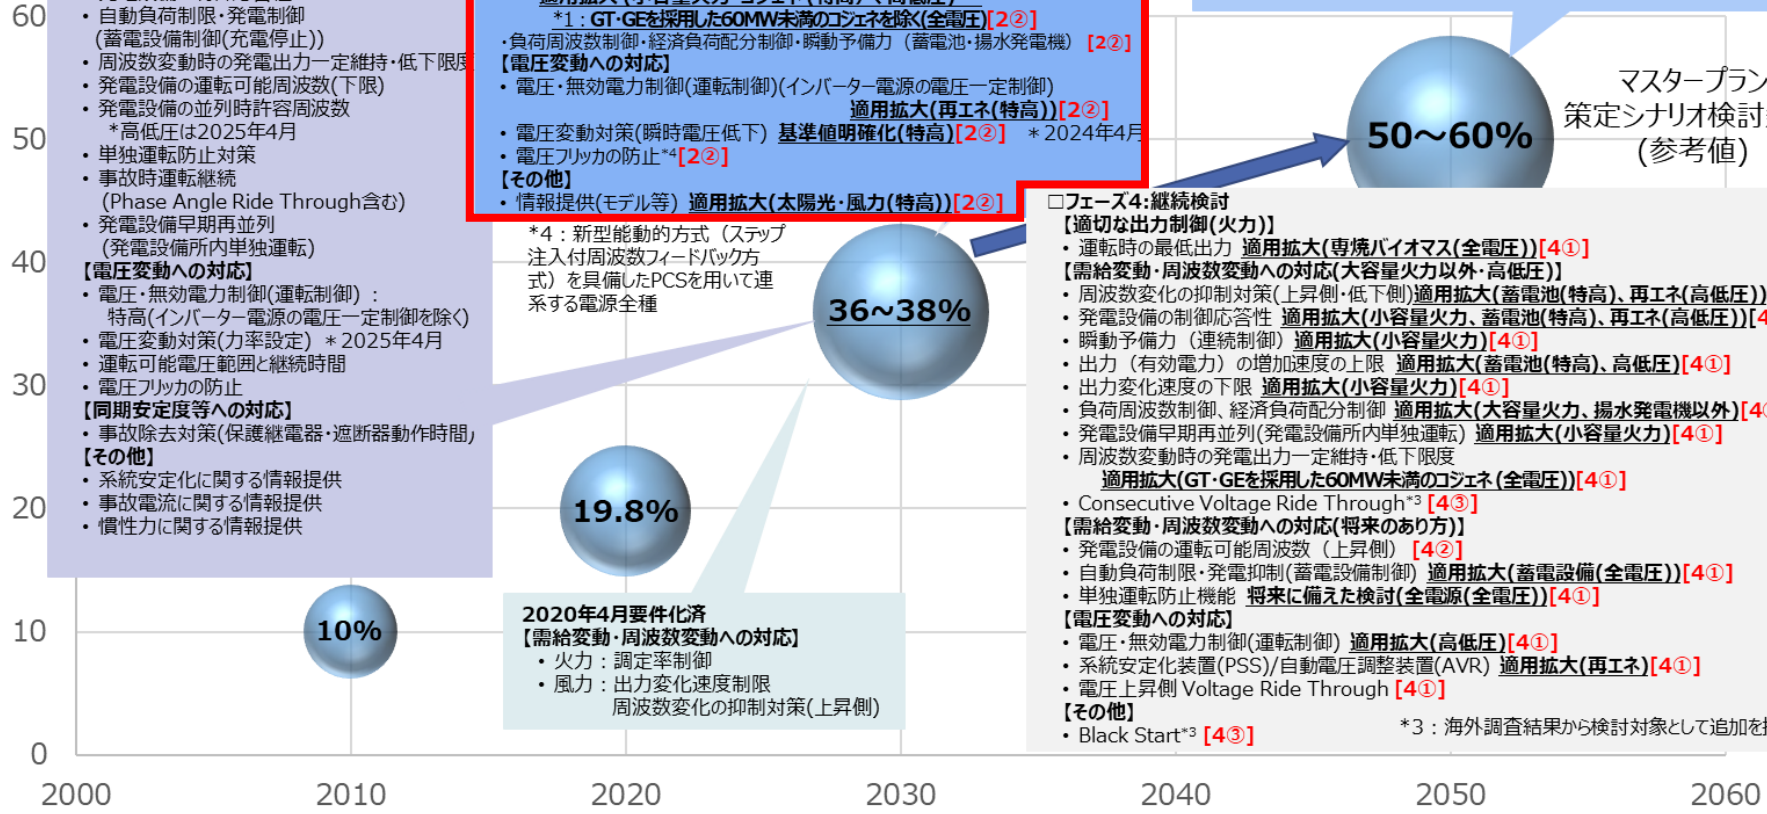 60
50
40
30
20
10
0
・自動負荷制限・発電制御
(蓄電設備制御(充電停止))
・周波数変動時の発電出力一定維持・低下限度
・発電設備の運転可能周波数(下限)
・発電設備の並列時許容周波数
*高低圧は2025年4月
・単独運転防止対策
・事故時運転継続
(Phase Angle Ride Through含む)
・発電設備早期再並列
(発電設備所内単独運転)
【電圧変動への対応】
・電圧・無効電力制御(運転制御)：
特高(インバーター電源の電圧一定制御を除く)
・電圧変動対策(力率設定) ＊2025年4月
・運転可能電圧範囲と継続時間
・電圧フリッカの防止
【同期安定度等への対応】
・事故除去対策(保護継電器・遮断器動作時間)
【その他】
・系統安定化に関する情報提供
・事故電流に関する情報提供
・慣性力に関する情報提供
*1：GT・GEを採用した60MW未満のコジェネを除く(全電圧)[2②]
・負荷周波数制御・経済負荷配分制御・瞬動予備力（蓄電池・揚水発電機）[2②]
【電圧変動への対応】
・電圧・無効電力制御(運転制御)(インバーター電源の電圧一定制御)
適用拡大(再エネ(特高))[2②]
・電圧変動対策(瞬時電圧低下) 基準値明確化(特高)[2②] ＊2024年4月
・電圧フリッカの防止*4[2②]
【その他】
・情報提供(モデル等) 適用拡大(太陽光・風力(特高))[2②]
*4：新型能動的方式（ステップ
注入付周波数フィードバック方
式）を具備したPCSを用いて連
系する電源全種
10%
19.8%
36~38%
50～60%
マスタープラン
策定シナリオ検討
(参考値)
2020年4月要件化済
【需給変動・周波数変動への対応】
・火力：調定率制御
・風力：出力変化速度制限
周波数変化の抑制対策(上昇側)
□フェーズ4:継続検討
【適切な出力制御(火力)】
・運転時の最低出力 適用拡大(専焼バイオマス(全電圧))[4①]
【需給変動・周波数変動への対応(大容量火力以外・高低圧)】
・周波数変化の抑制対策(上昇側・低下側)適用拡大(蓄電池(特高)、再エネ(高低圧))
・発電設備の制御応答性 適用拡大(小容量火力、蓄電池(特高)、再エネ(高低圧))[4
・瞬動予備力（連続制御）適用拡大(小容量火力)[4①]
・出力（有効電力）の増加速度の上限 適用拡大(蓄電池(特高)、高低圧)[4①]
・出力変化速度の下限 適用拡大(小容量火力)[4①]
・負荷周波数制御、経済負荷配分制御 適用拡大(大容量火力、揚水発電機以外)[4
・発電設備早期再並列(発電設備所内単独運転) 適用拡大(小容量火力)[4①]
・周波数変動時の発電出力一定維持・低下限度
適用拡大(GT・GEを採用した60MW未満のコジェネ(全電圧))[4①]
・Consecutive Voltage Ride Through*3 [4③]
【需給変動・周波数変動への対応(将来のあり方)】
・発電設備の運転可能周波数（上昇側）[4②]
・自動負荷制限・発電抑制(蓄電設備制御) 適用拡大(蓄電設備(全電圧))[4①]
・単独運転防止機能 将来に備えた検討(全電源(全電圧))[4①]
【電圧変動への対応】
・電圧・無効電力制御(運転制御) 適用拡大(高低圧)[4①]
・系統安定化装置(PSS)/自動電圧調整装置(AVR) 適用拡大(再エネ)[4①]
・電圧上昇側 Voltage Ride Through [4①]
【その他】
・Black Start*3 [4③]
*3：海外調査結果から検討対象として追加を
2000
2010
2020
2030
2040
2050
2060